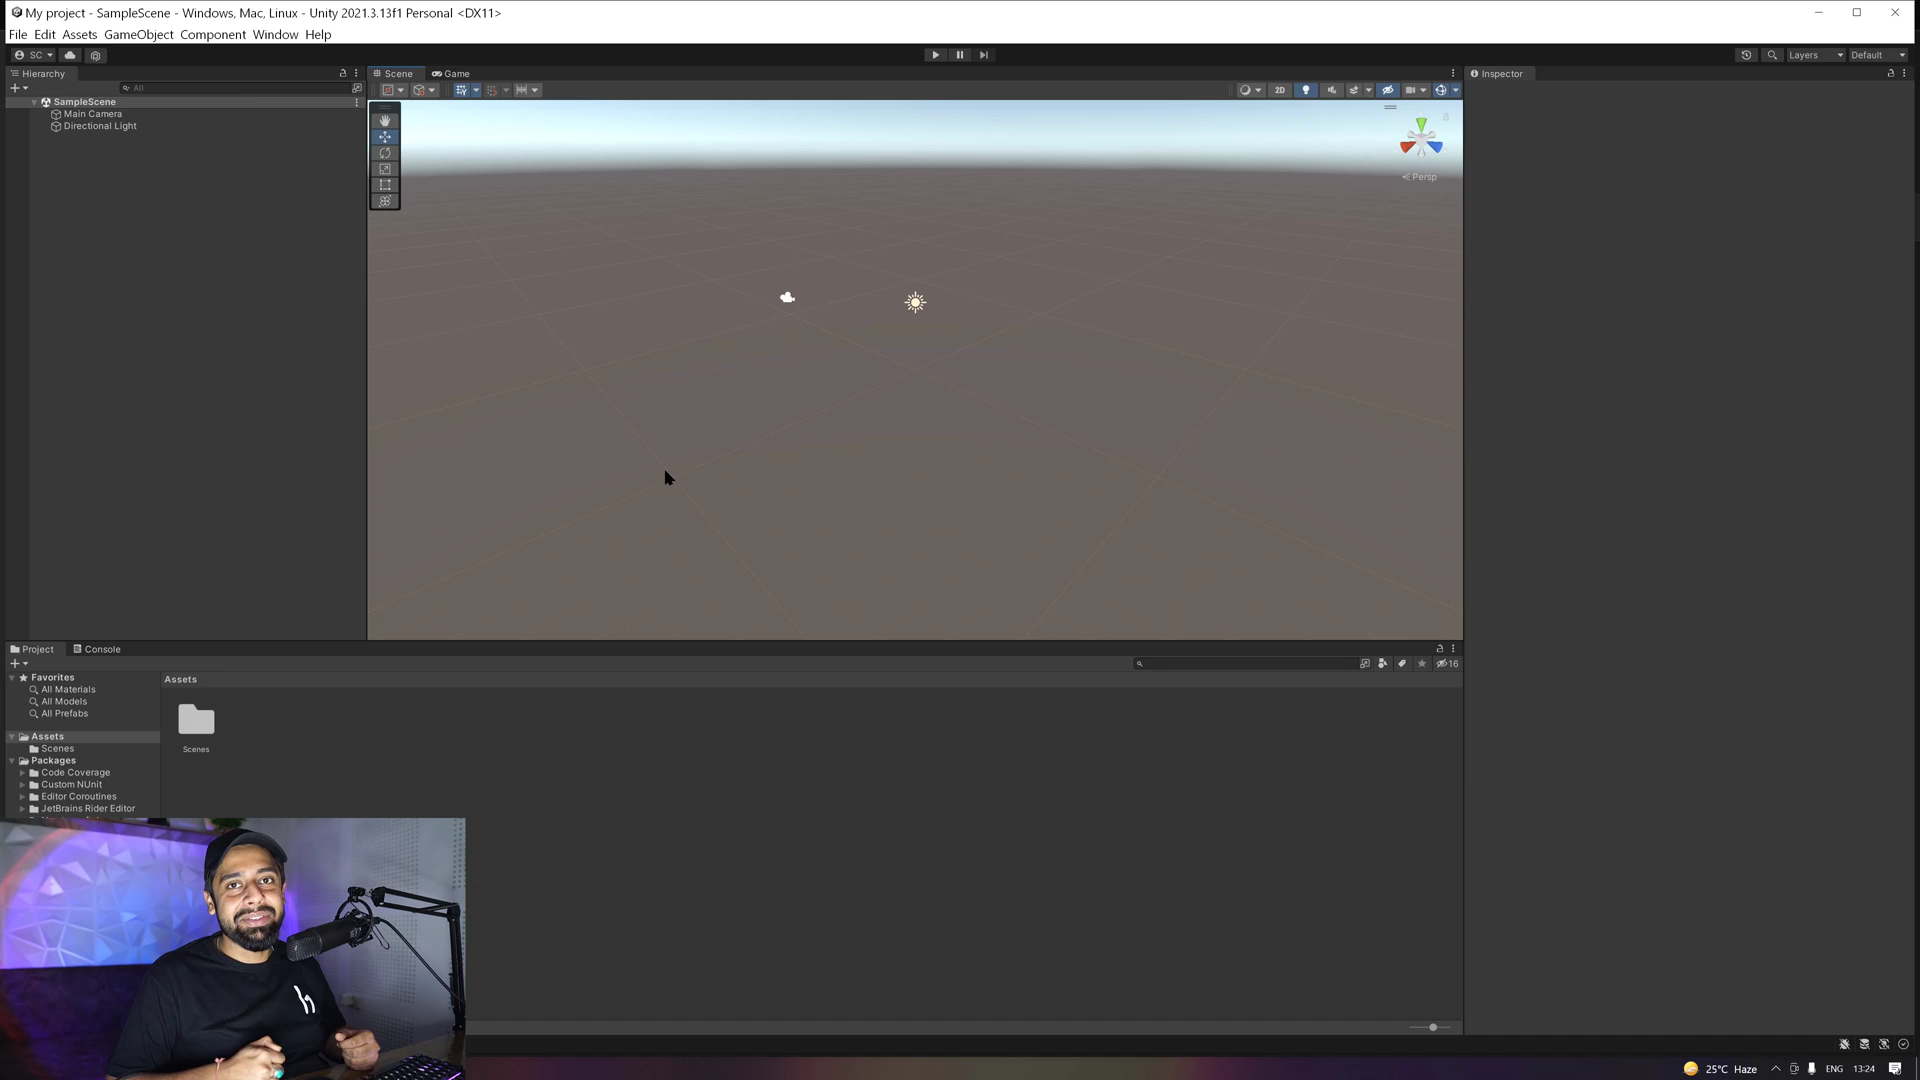 My project - SampleScene - Windows, Mac, Linux - Unity 2021.3.13f1 Personal <DX11>
File Edit Assets GameObject Component Window Help
SC
Layers
Default
Hierarchy
Scene
Game
Inspector
All
2D
SampleScene
Main Camera
Directional Light
Persp
Project
Console
16
Favorites
All Materials
All Models
All Prefabs
Assets
Scenes
Packages
Code Coverage
Custom NUnit
Editor Coroutines
JetBrains Rider Editor
Assets
Scenes
25°C Haze
ENG
13:24